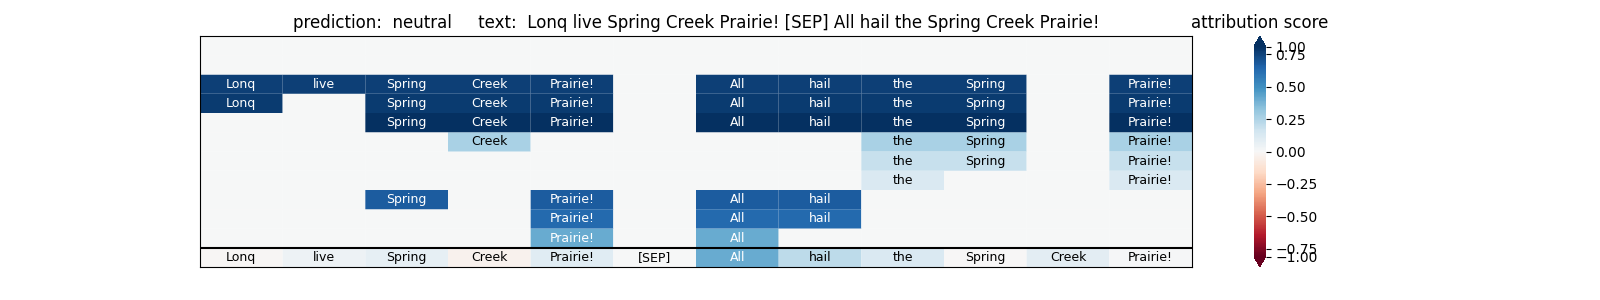 prediction:  neutral     text:  Lonq live Spring Creek Prairie! [SEP] All hail the Spring Creek Prairie!     attribution score
Lonq live Spring Creek Prairie! All hail the Spring Prairie!
Lonq Spring Creek Prairie! All hail the Spring Prairie!
Spring Creek Prairie! All hail the Spring Prairie!
Creek the Spring Prairie!
the Spring Prairie!
the Prairie!
Spring Prairie! All hail
Prairie! All hail
Prairie! All
Lonq live Spring Creek Prairie! [SEP] All hail the Spring Creek Prairie!
1.00
0.75
0.50
0.25
0.00
−0.25
−0.50
−0.75
−1.00